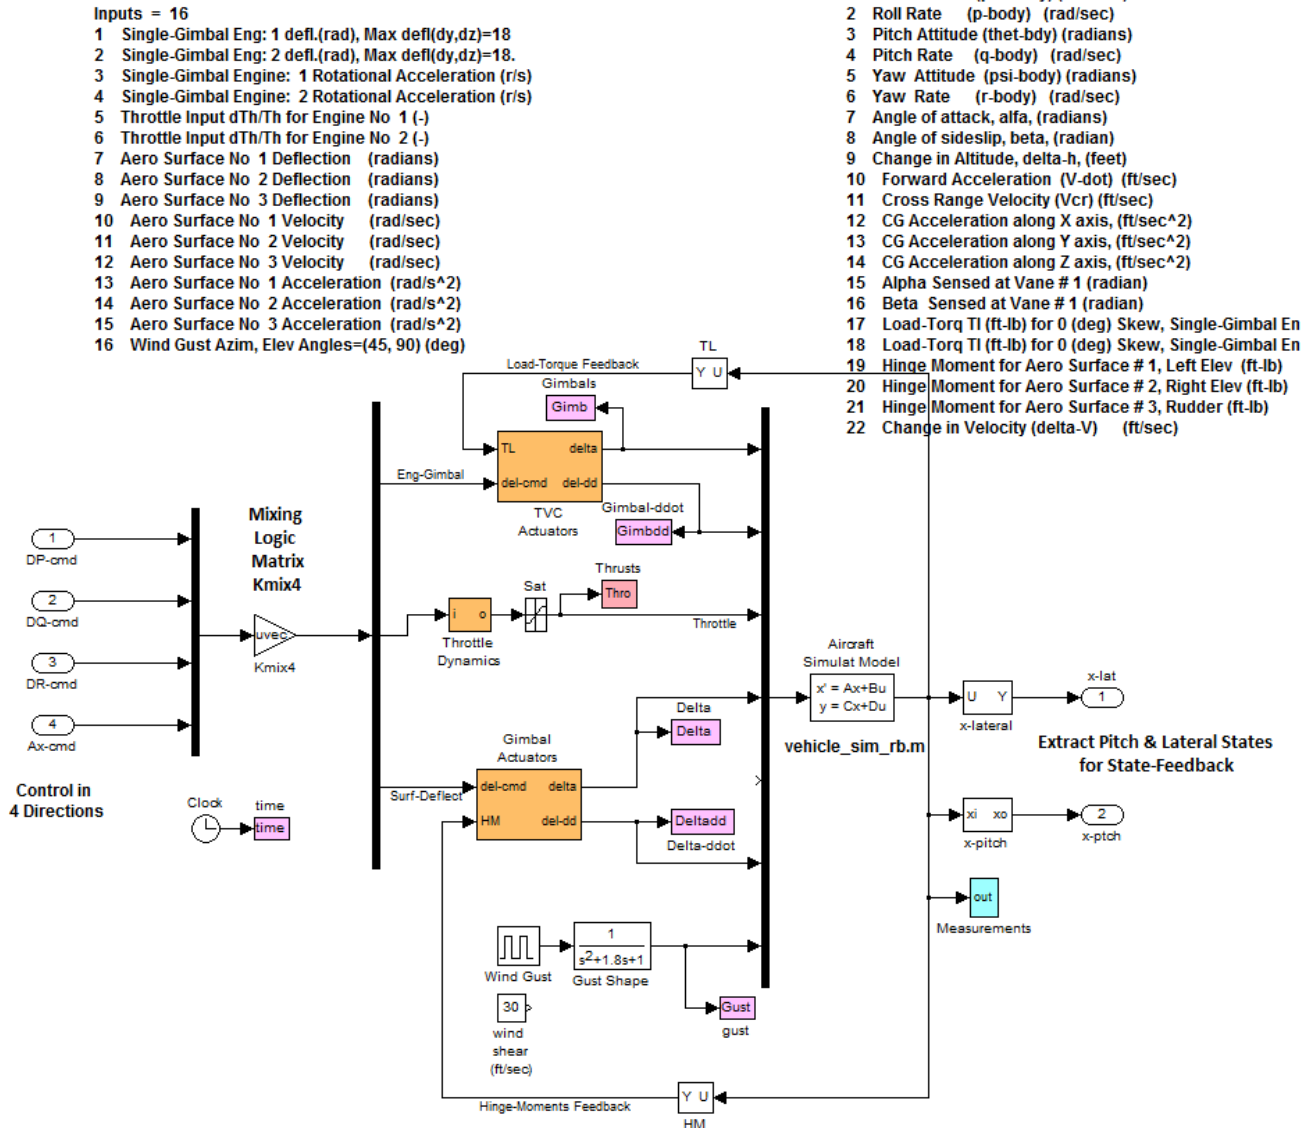 Inputs = 16
1 Single-Gimbal Eng: 1 defl.(rad), Max defl(dy,dz)=18
2 Single-Gimbal Eng: 2 defl.(rad), Max defl(dy,dz)=18.
3 Single-Gimbal Engine: 1 Rotational Acceleration (r/s)
4 Single-Gimbal Engine: 2 Rotational Acceleration (r/s)
5 Throttle Input dTh/Th for Engine No 1 (-)
6 Throttle Input dTh/Th for Engine No 2 (-)
7 Aero Surface No 1 Deflection (radians)
8 Aero Surface No 2 Deflection (radians)
9 Aero Surface No 3 Deflection (radians)
10 Aero Surface No 1 Velocity (rad/sec)
11 Aero Surface No 2 Velocity (rad/sec)
12 Aero Surface No 3 Velocity (rad/sec)
13 Aero Surface No 1 Acceleration (rad/s^2)
14 Aero Surface No 2 Acceleration (rad/s^2)
15 Aero Surface No 3 Acceleration (rad/s^2)
16 Wind Gust Azim, Elev Angles=(45, 90) (deg)
2 Roll Rate (p-body) (rad/sec)
3 Pitch Attitude (thet-bdy) (radians)
4 Pitch Rate (q-body) (rad/sec)
5 Yaw Attitude (psi-body) (radians)
6 Yaw Rate (r-body) (rad/sec)
7 Angle of attack, alfa, (radians)
8 Angle of sideslip, beta, (radian)
9 Change in Altitude, delta-h, (feet)
10 Forward Acceleration (V-dot) (ft/sec)
11 Cross Range Velocity (Vcr) (ft/sec)
12 CG Acceleration along X axis, (ft/sec^2)
13 CG Acceleration along Y axis, (ft/sec^2)
14 CG Acceleration along Z axis, (ft/sec^2)
15 Alpha Sensed at Vane # 1 (radian)
16 Beta Sensed at Vane # 1 (radian)
17 Load-Torq Tl (ft-lb) for 0 (deg) Skew, Single-Gimbal En
18 Load-Torq Tl (ft-lb) for 0 (deg) Skew, Single-Gimbal En
19 Hinge Moment for Aero Surface # 1, Left Elev (ft-lb)
20 Hinge Moment for Aero Surface # 2, Right Elev (ft-lb)
21 Hinge Moment for Aero Surface # 3, Rudder (ft-lb)
22 Change in Velocity (delta-V) (ft/sec)
TL
Y U
Load-Torque Feedback
Gimbals
Gimb
TL delta
del-cmd del-dd
TVC
Actuators
Eng-Gimbal
Gimbal-ddot
Gimbdd
Mixing
Logic
Matrix
Kmix4
1
DP-cmd
2
DQ-cmd
3
DR-cmd
4
Ax-cmd
uvec
Kmix4
Control in
4 Directions
Clock
time
time
i o
Throttle
Dynamics
Sat
Thrusts
Thro
Throttle
Gimbal
Actuators
del-cmd delta
HM del-dd
Surf-Deflect
Delta
Delta
Deltadd
Delta-ddot
Aircraft
Simulat Model
x' = Ax+Bu
y = Cx+Du
vehicle_sim_rb.m
U Y
x-lateral
x-lat
1
Extract Pitch & Lateral States
for State-Feedback
xi xo
x-pitch
2
x-ptch
out
Measurements
Wind Gust
1
s2+1.8s+1
Gust Shape
Gust
gust
30
wind
shear
(ft/sec)
Hinge-Moments Feedback
Y U
HM